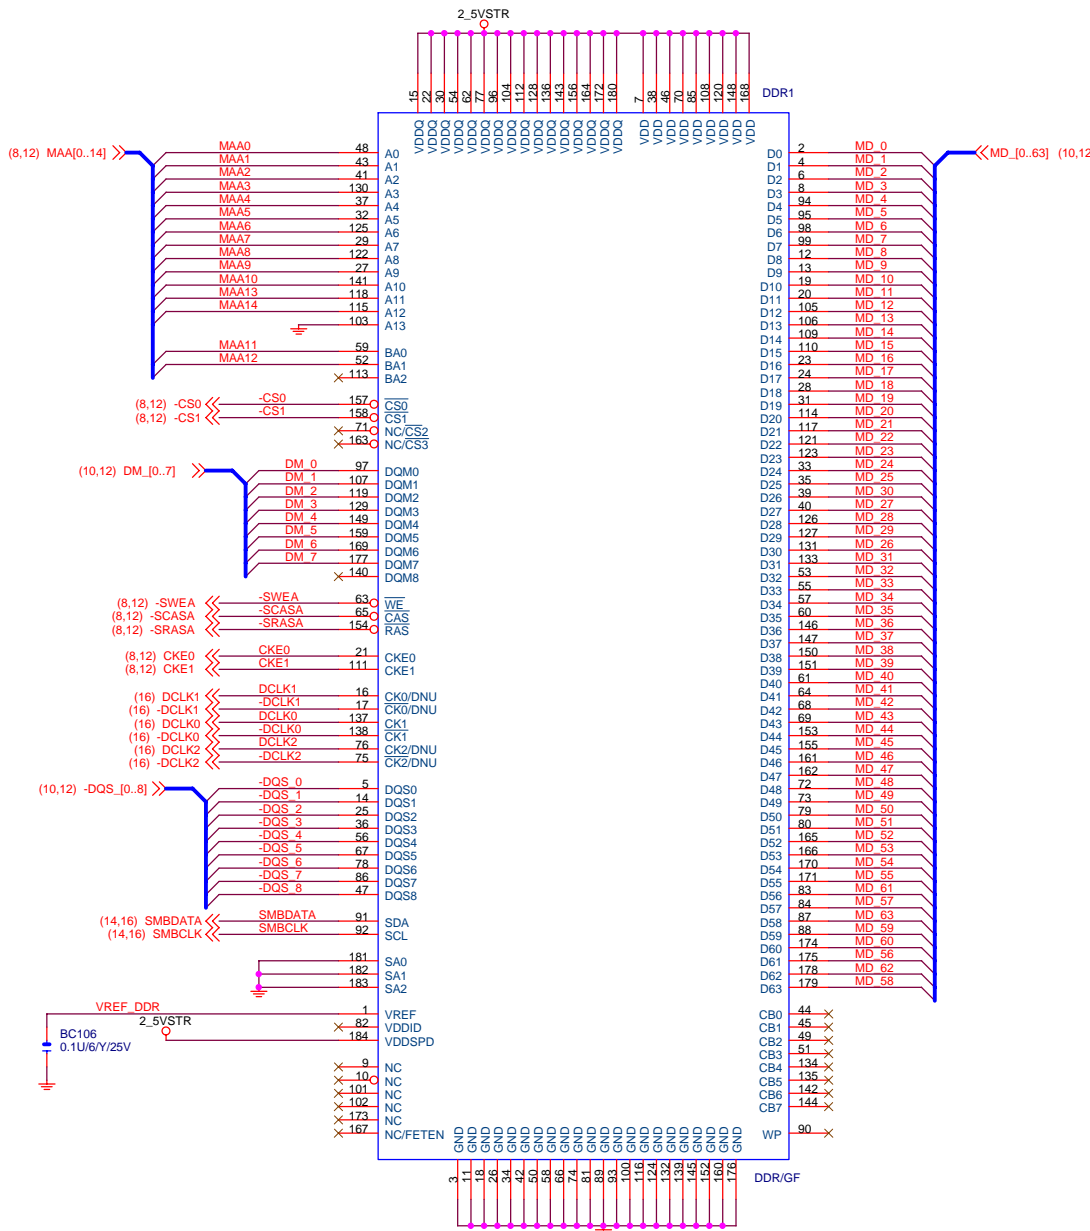 2_5VSTR
15 22 30 54 62 77 96 104 112 128 136 143 156 164 172 180 7 38 46 70 85 108 120 148 168
DDR1
VDDQ VDDQ VDDQ VDDQ VDDQ VDDQ VDDQ VDDQ VDDQ VDDQ VDDQ VDDQ VDDQ VDDQ VDDQ VDDQ VDD VDD VDD VDD VDD VDD VDD VDD VDD
(8,12) MAA[0..14]
MD_[0..63] (10,12
MAA0 48 A0 D0 2 MD_0
MAA1 43 A1 D1 4 MD_1
MAA2 41 A2 D2 6 MD_2
MAA3 130 A3 D3 8 MD_3
MAA4 37 A4 D4 94 MD_4
MAA5 32 A5 D5 95 MD_5
MAA6 125 A6 D6 98 MD_6
MAA7 29 A7 D7 99 MD_7
MAA8 122 A8 D8 12 MD_8
MAA9 27 A9 D9 13 MD_9
MAA10 141 A10 D10 19 MD_10
MAA13 118 A11 D11 20 MD_11
MAA14 115 A12 D12 105 MD_12
103 A13 D13 106 MD_13
D14 109 MD_14
MAA11 59 BA0 D15 110 MD_15
MAA12 52 BA1 D16 23 MD_16
113 BA2 D17 24 MD_17
D18 28 MD_18
(8,12) -CS0 -CS0 157 CS0 D19 31 MD_19
(8,12) -CS1 -CS1 158 CS1 D20 114 MD_20
71 NC/CS2 D21 117 MD_21
163 NC/CS3 D22 121 MD_22
D23 123 MD_23
(10,12) DM_[0..7] DM_0 97 DQM0 D24 33 MD_24
DM_1 107 DQM1 D25 35 MD_25
DM_2 119 DQM2 D26 39 MD_30
DM_3 129 DQM3 D27 40 MD_27
DM_4 149 DQM4 D28 126 MD_28
DM_5 159 DQM5 D29 127 MD_29
DM_6 169 DQM6 D30 131 MD_26
DM_7 177 DQM7 D31 133 MD_31
140 DQM8 D32 53 MD_32
D33 55 MD_33
(8,12) -SWEA -SWEA 63 WE D34 57 MD_34
(8,12) -SCASA -SCASA 65 CAS D35 60 MD_35
(8,12) -SRASA -SRASA 154 RAS D36 146 MD_36
D37 147 MD_37
(8,12) CKE0 CKE0 21 CKE0 D38 150 MD_38
(8,12) CKE1 CKE1 111 CKE1 D39 151 MD_39
D40 61 MD_40
(16) DCLK1 DCLK1 16 CK0/DNU D41 64 MD_41
(16) -DCLK1 -DCLK1 17 CK0/DNU D42 68 MD_42
(16) DCLK0 DCLK0 137 CK1 D43 69 MD_43
(16) -DCLK0 -DCLK0 138 CK1 D44 153 MD_44
(16) DCLK2 DCLK2 76 CK2/DNU D45 155 MD_45
(16) -DCLK2 -DCLK2 75 CK2/DNU D46 161 MD_46
D47 162 MD_47
(10,12) -DQS_[0..8] -DQS_0 5 DQS0 D48 72 MD_48
-DQS_1 14 DQS1 D49 73 MD_49
-DQS_2 25 DQS2 D50 79 MD_50
-DQS_3 36 DQS3 D51 80 MD_51
-DQS_4 56 DQS4 D52 165 MD_52
-DQS_5 67 DQS5 D53 166 MD_53
-DQS_6 78 DQS6 D54 170 MD_54
-DQS_7 86 DQS7 D55 171 MD_55
-DQS_8 47 DQS8 D56 83 MD_61
D57 84 MD_57
(14,16) SMBDATA SMBDATA 91 SDA D58 87 MD_63
(14,16) SMBCLK SMBCLK 92 SCL D59 88 MD_59
D60 174 MD_60
181 SA0 D61 175 MD_56
182 SA1 D62 178 MD_62
183 SA2 D63 179 MD_58
VREF_DDR 1 VREF CB0 44
2_5VSTR 82 VDDID CB1 45
BC106 184 VDDSPD CB2 49
0.1U/6/Y/25V CB3 51
9 NC CB4 134
10 NC CB5 135
101 NC CB6 142
102 NC CB7 144
173 NC
167 NC/FETEN WP 90
GND GND GND GND GND GND GND GND GND GND GND GND GND GND GND GND GND GND GND GND GND GND
3 11 18 26 34 42 50 58 66 74 81 89 93 100 116 124 132 139 145 152 160 176
DDR/GF